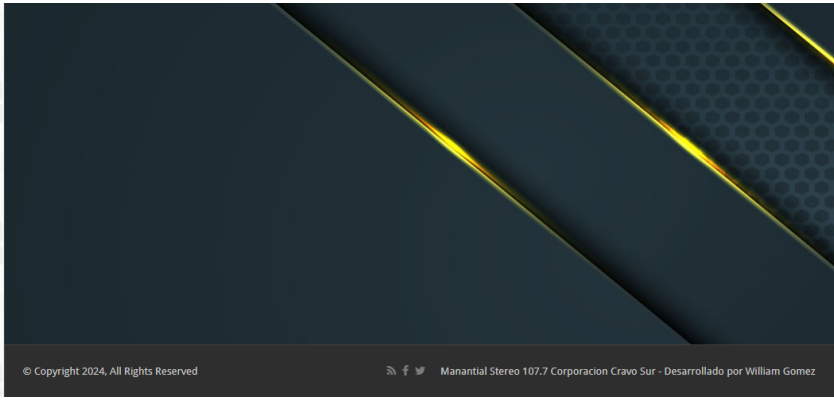 © Copyright 2024, All Rights Reserved
Manantial Stereo 107.7 Corporacion Cravo Sur - Desarrollado por William Gomez